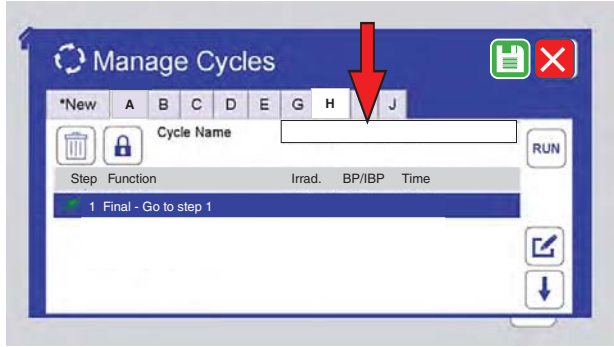 Manage Cycles
*New A B C D E G H J
Cycle Name
RUN
Step Function Irrad. BP/IBP Time
1 Final - Go to step 1